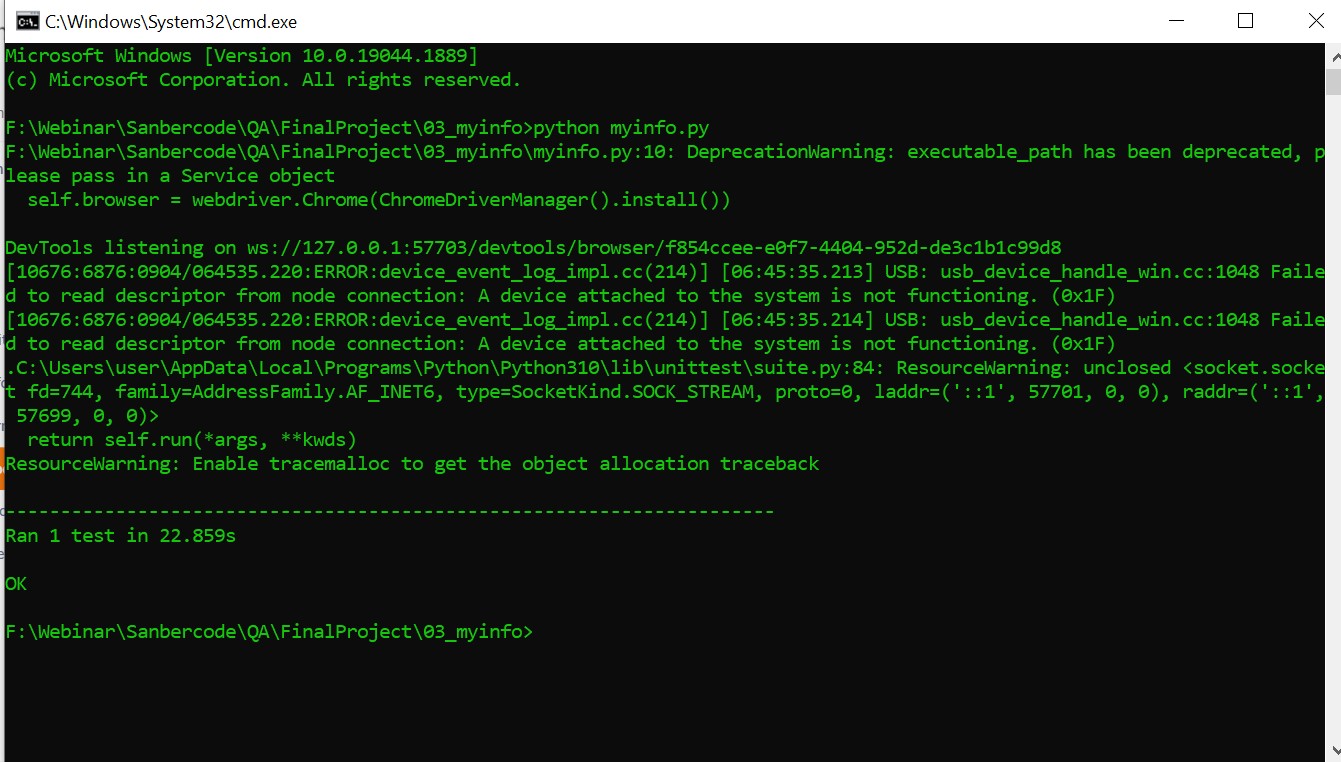 C:\Windows\System32\cmd.exe
Microsoft Windows [Version 10.0.19044.1889]
(c) Microsoft Corporation. All rights reserved.
F:\Webinar\Sanbercode\QA\FinalProject\03_myinfo>python myinfo.py
F:\Webinar\Sanbercode\QA\FinalProject\03_myinfo\myinfo.py:10: DeprecationWarning: executable_path has been deprecated, p
lease pass in a Service object
  self.browser = webdriver.Chrome(ChromeDriverManager().install())
DevTools listening on ws://127.0.0.1:57703/devtools/browser/f854ccee-e0f7-4404-952d-de3c1b1c99d8
[10676:6876:0904/064535.220:ERROR:device_event_log_impl.cc(214)] [06:45:35.213] USB: usb_device_handle_win.cc:1048 Faile
d to read descriptor from node connection: A device attached to the system is not functioning. (0x1F)
[10676:6876:0904/064535.220:ERROR:device_event_log_impl.cc(214)] [06:45:35.214] USB: usb_device_handle_win.cc:1048 Faile
d to read descriptor from node connection: A device attached to the system is not functioning. (0x1F)
.C:\Users\user\AppData\Local\Programs\Python\Python310\lib\unittest\suite.py:84: ResourceWarning: unclosed <socket.socke
t fd=744, family=AddressFamily.AF_INET6, type=SocketKind.SOCK_STREAM, proto=0, laddr=('::1', 57701, 0, 0), raddr=('::1',
 57699, 0, 0)>
  return self.run(*args, **kwds)
ResourceWarning: Enable tracemalloc to get the object allocation traceback
----------------------------------------------------------------------
Ran 1 test in 22.859s
OK
F:\Webinar\Sanbercode\QA\FinalProject\03_myinfo>